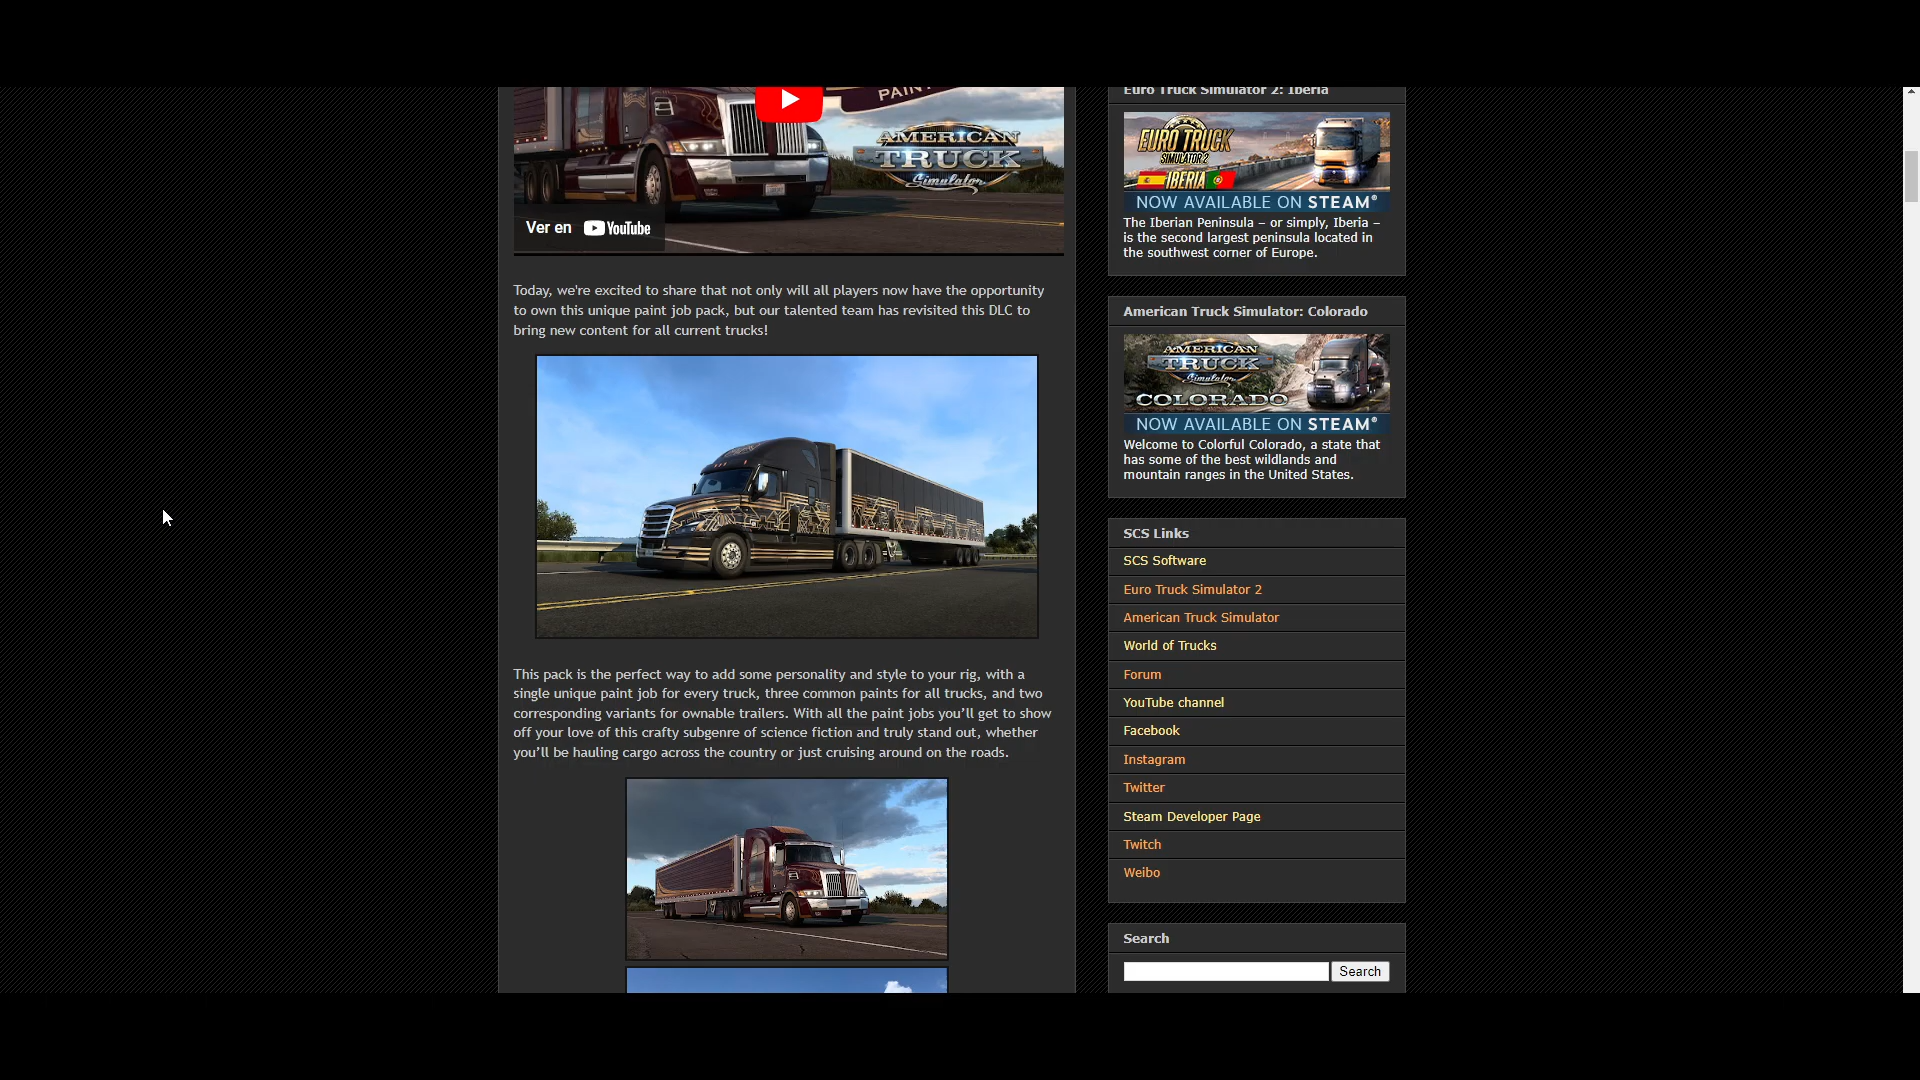 PAIN
AMERICAN
TRUCK
Simulator
Ver en YouTube
Today, we're excited to share that not only will all players now have the opportunity
to own this unique paint job pack, but our talented team has revisited this DLC to
bring new content for all current trucks!
This pack is the perfect way to add some personality and style to your rig, with a
single unique paint job for every truck, three common paints for all trucks, and two
corresponding variants for ownable trailers. With all the paint jobs you’ll get to show
off your love of this crafty subgenre of science fiction and truly stand out, whether
you’ll be hauling cargo across the country or just cruising around on the roads.
Euro Truck Simulator 2: Iberia
EURO TRUCK
SIMULATOR 2
IBERIA
NOW AVAILABLE ON STEAM®
The Iberian Peninsula – or simply, Iberia –
is the second largest peninsula located in
the southwest corner of Europe.
American Truck Simulator: Colorado
AMERICAN
TRUCK
Simulator
COLORADO
NOW AVAILABLE ON STEAM®
Welcome to Colorful Colorado, a state that
has some of the best wildlands and
mountain ranges in the United States.
SCS Links
SCS Software
Euro Truck Simulator 2
American Truck Simulator
World of Trucks
Forum
YouTube channel
Facebook
Instagram
Twitter
Steam Developer Page
Twitch
Weibo
Search
Search